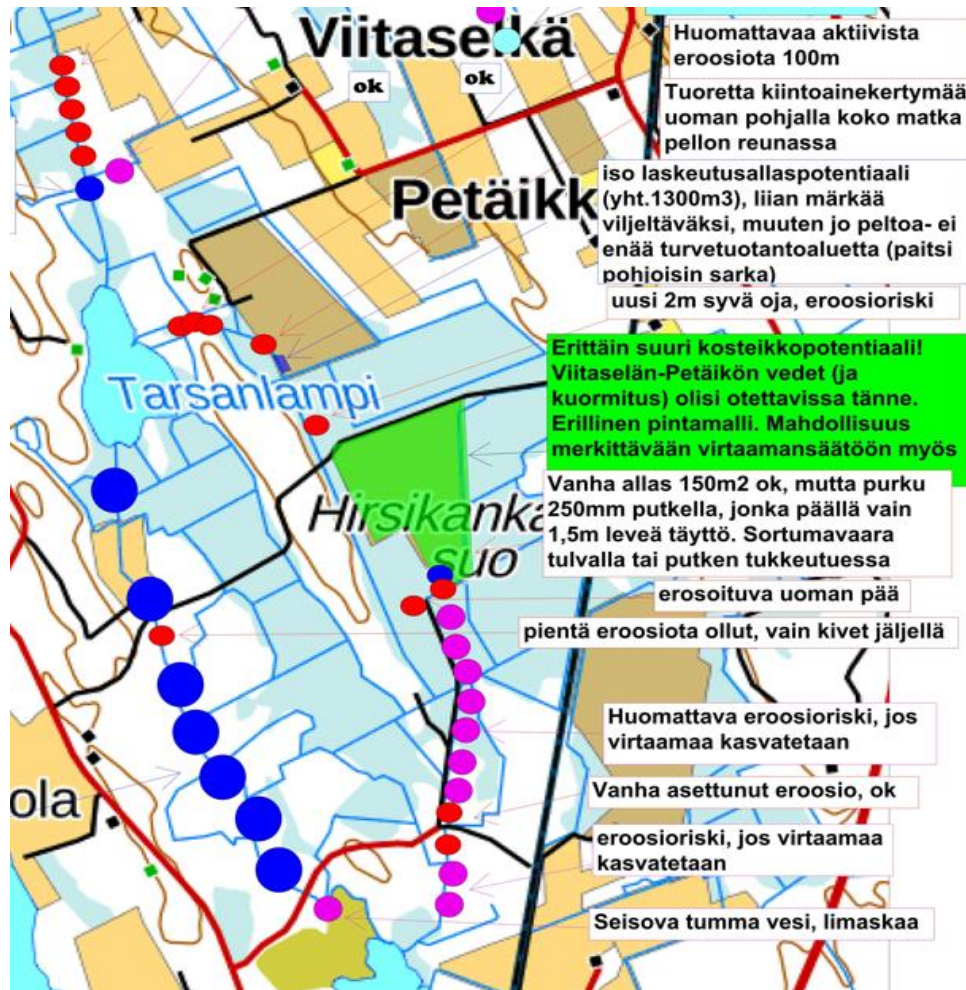 Viitaselkä
ok
ok
Petäikk
Tarsanlampi
Hirsikanka
suo
ola
Huomattavaa aktiivista
eroosiota 100m
Tuoretta kiintoainekertymää
uoman pohjalla koko matka
pellon reunassa
iso laskeutusallaspotentiaali
(yht.1300m3), liian märkää
viljeltäväksi, muuten jo peltoa- ei
enää turvetuotantoaluetta (paitsi
pohjoisin sarka)
uusi 2m syvä oja, eroosioriski
Erittäin suuri kosteikkopotentiaali!
Viitaselän-Petäikön vedet (ja
kuormitus) olisi otettavissa tänne.
Erillinen pintamalli. Mahdollisuus
merkittävään virtaamansäätöön myös
Vanha allas 150m2 ok, mutta purku
250mm putkella, jonka päällä vain
1,5m leveä täyttö. Sortumavaara
tulvalla tai putken tukkeutuessa
erosoituva uoman pää
pientä eroosiota ollut, vain kivet jäljellä
Huomattava eroosioriski, jos
virtaamaa kasvatetaan
Vanha asettunut eroosio, ok
eroosioriski, jos virtaamaa
kasvatetaan
Seisova tumma vesi, limaskaa